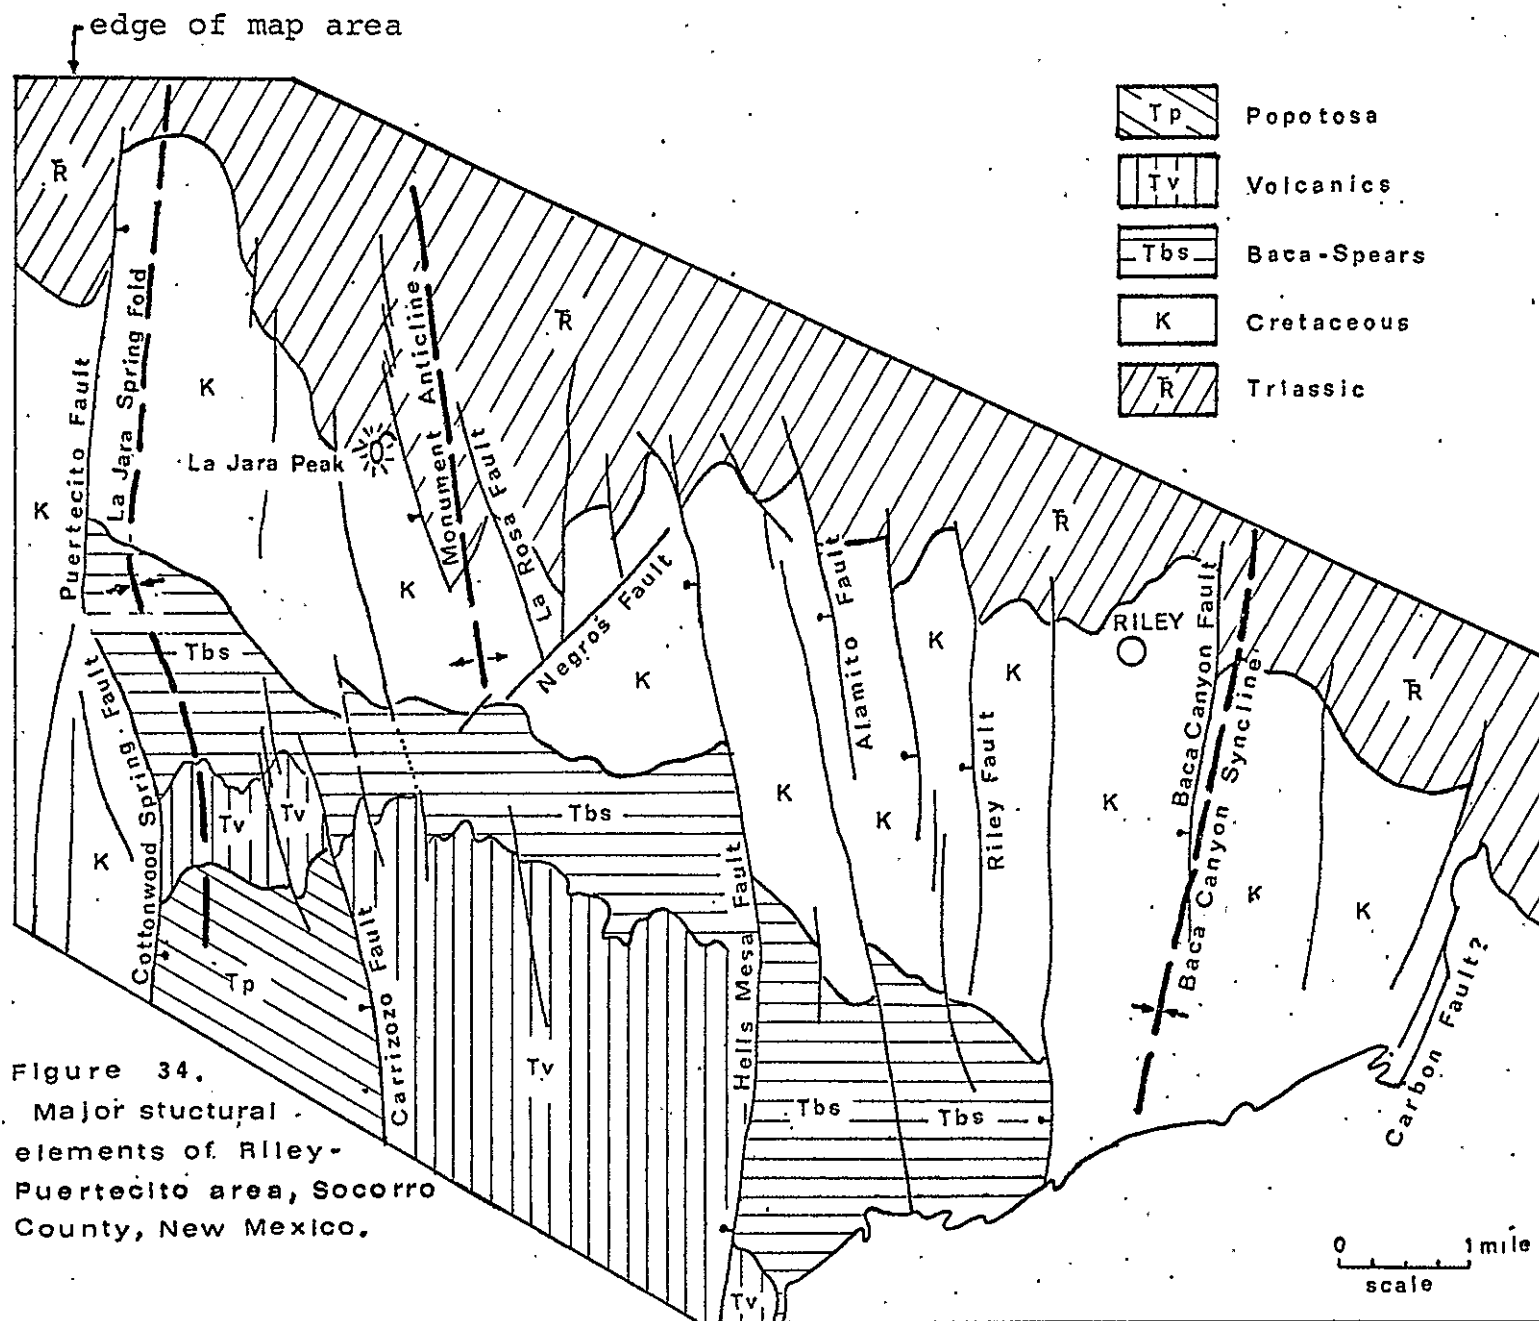 edge of map area
Tp Popotosa
Tv Volcanics
Tbs Baca-Spears
K Cretaceous
T̄R Triassic
T̄R
T̄R
T̄R
T̄R
Puertecito Fault
La Jara Spring Fold
K
La Jara Peak
Monument Anticline
La Rosa Fault
K
K
Negros Fault
K
Tbs
Cottonwood Spring Fault
K
Tv
Tv
Tp
Carrizozo Fault
Tbs
Tv
Hells Mesa Fault
K
Alamito Fault
K
K
K
Riley Fault
RILEY
K
Baca Canyon Fault
Baca Canyon Syncline
K
K
Carbon Fault?
Tbs
Tbs
Tv
Figure 34.
Major stuctural
elements of Riley-
Puertecito area, Socorro
County, New Mexico.
0 1 mile
scale